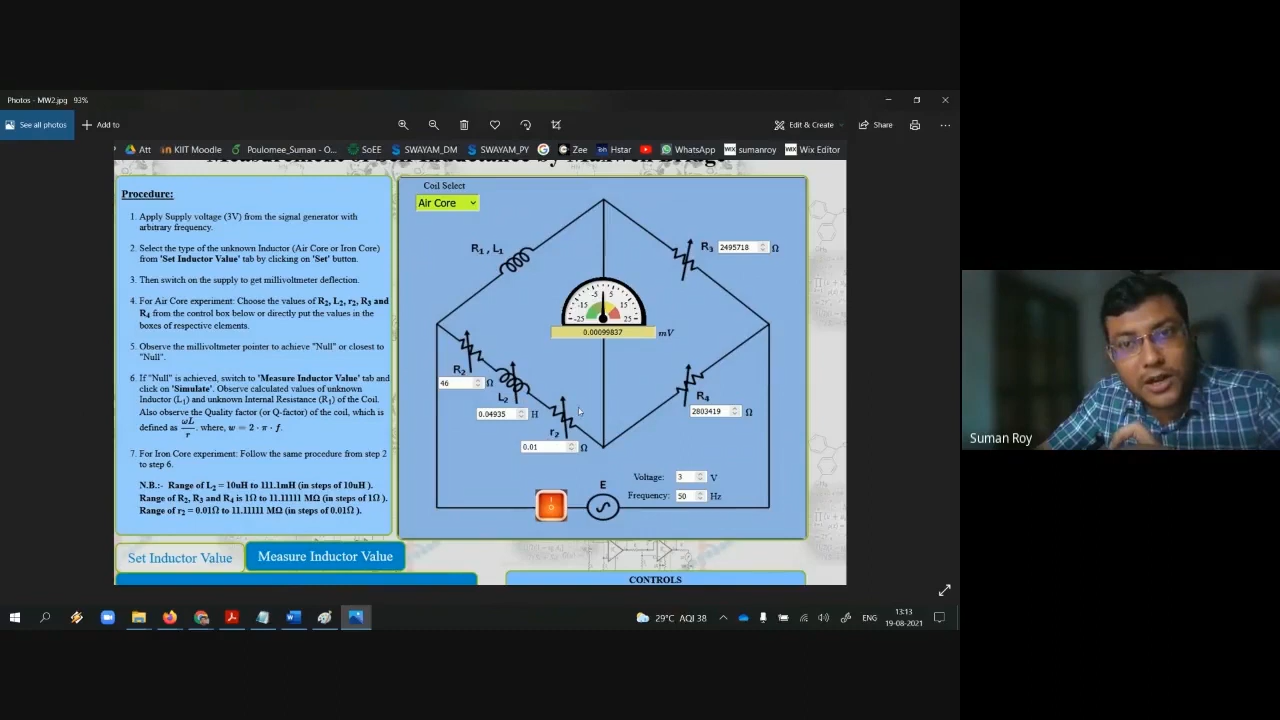 Photos - MW2.jpg 93%
See all photos
Add to
Edit & Create
Share
Att
KIIT Moodle
Poulomee_Suman - O...
SoEE
SWAYAM_DM
SWAYAM_PY
Zee
Hstar
WhatsApp
WIX sumanroy
WIX Wix Editor
Procedure:
1. Apply Supply voltage (3V) from the signal generator with
arbitrary frequency.
2. Select the type of the unknown Inductor (Air Core or Iron Core)
from 'Set Inductor Value' tab by clicking on 'Set' button.
3. Then switch on the supply to get millivoltmeter deflection.
4. For Air Core experiment: Choose the values of R2, L2, r2, R3 and
R4 from the control box below or directly put the values in the
boxes of respective elements.
5. Observe the millivoltmeter pointer to achieve "Null" or closest to
"Null".
6. If "Null" is achieved, switch to 'Measure Inductor Value' tab and
click on 'Simulate'. Observe calculated values of unknown
Inductor (L1) and unknown Internal Resistance (R1) of the Coil.
Also observe the Quality factor (or Q-factor) of the coil, which is
defined as ωL/r. where, w = 2 · π · f.
7. For Iron Core experiment: Follow the same procedure from step 2
to step 6.
N.B.:- Range of L2 = 10uH to 111.1mH (in steps of 10uH ).
Range of R2, R3 and R4 is 1Ω to 11.11111 MΩ (in steps of 1Ω ).
Range of r2 = 0.01Ω to 11.11111 MΩ (in steps of 0.01Ω ).
Coil Select
Air Core
R1 , L1
R3 2495718 Ω
-25 -15 -5 5 15 25
0.00099837 mV
R2
46 Ω
L2
0.04935 H
r2
0.01 Ω
R4
2803419 Ω
Voltage: 3 V
E
Frequency: 50 Hz
Set Inductor Value
Measure Inductor Value
CONTROLS
Suman Roy
29°C AQI 38
ENG
13:13
19-08-2021